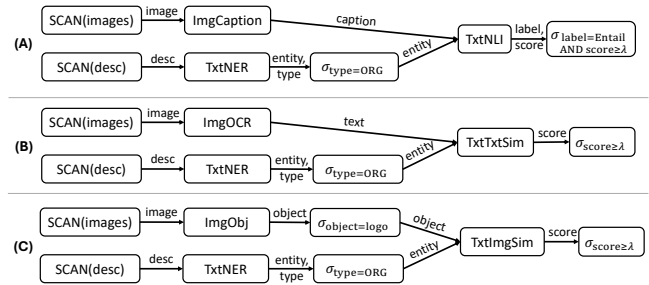 (A)
SCAN(images) image ImgCaption caption
SCAN(desc) desc TxtNER entity, type σtype=ORG entity
TxtNLI label, score σ label=Entail AND score≥λ
(B)
SCAN(images) image ImgOCR text
SCAN(desc) desc TxtNER entity, type σtype=ORG entity
TxtTxtSim score σscore≥λ
(C)
SCAN(images) image ImgObj object σobject=logo object
SCAN(desc) desc TxtNER entity, type σtype=ORG entity
TxtImgSim score σscore≥λ